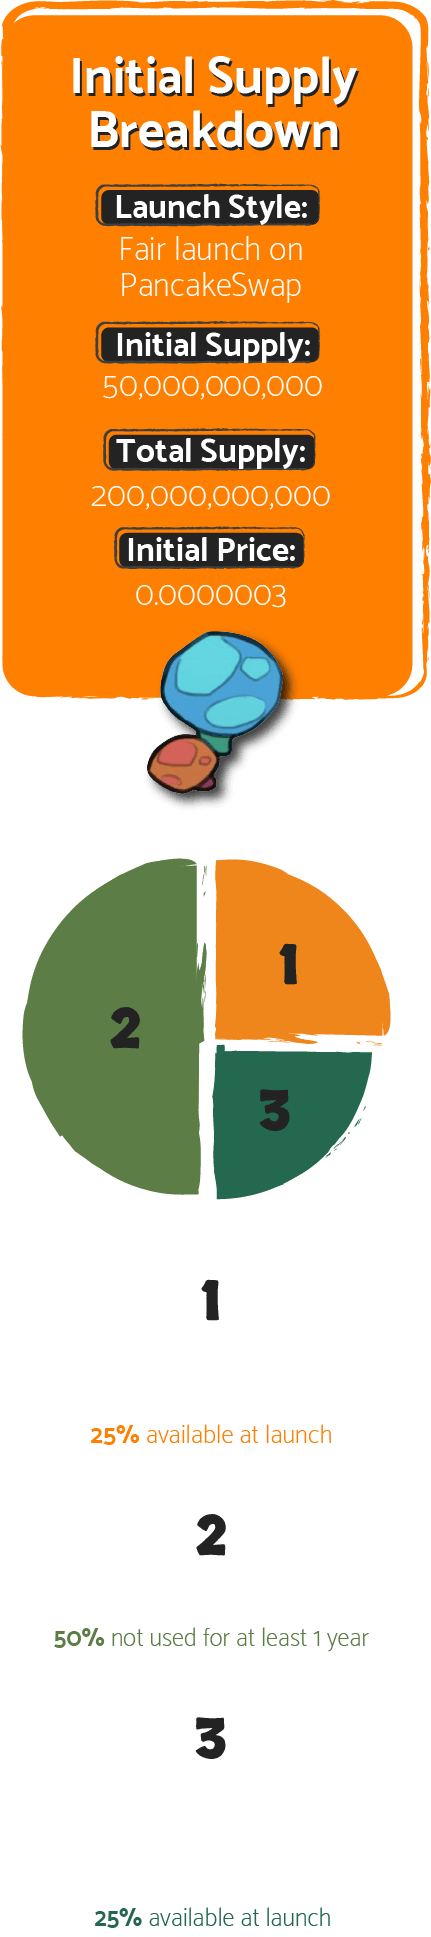 Initial Supply
Breakdown
Launch Style:
Fair launch on
PancakeSwap
Initial Supply:
50,000,000,000
Total Supply:
200,000,000,000
Initial Price:
0.0000003
1
2
3
1
25% available at launch
2
50% not used for at least 1 year
3
25% available at launch